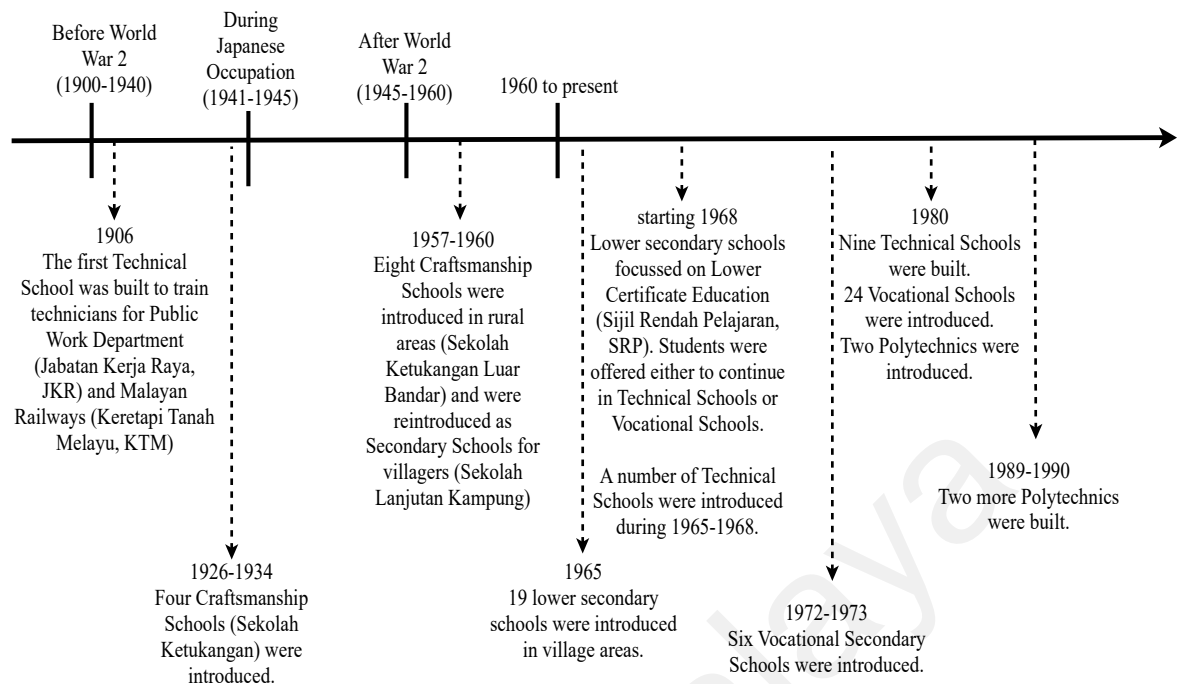 Before World
War 2
(1900-1940)
During
Japanese
Occupation
(1941-1945)
After World
War 2
(1945-1960)
1960 to present
1906
The first Technical
School was built to train
technicians for Public
Work Department
(Jabatan Kerja Raya,
JKR) and Malayan
Railways (Keretapi Tanah
Melayu, KTM)
1926-1934
Four Craftsmanship
Schools (Sekolah
Ketukangan) were
introduced.
1957-1960
Eight Craftsmanship
Schools were
introduced in rural
areas (Sekolah
Ketukangan Luar
Bandar) and were
reintroduced as
Secondary Schools for
villagers (Sekolah
Lanjutan Kampung)
1965
19 lower secondary
schools were introduced
in village areas.
starting 1968
Lower secondary schools
focussed on Lower
Certificate Education
(Sijil Rendah Pelajaran,
SRP). Students were
offered either to continue
in Technical Schools or
Vocational Schools.
A number of Technical
Schools were introduced
during 1965-1968.
1972-1973
Six Vocational Secondary
Schools were introduced.
1980
Nine Technical Schools
were built.
24 Vocational Schools
were introduced.
Two Polytechnics were
introduced.
1989-1990
Two more Polytechnics
were built.